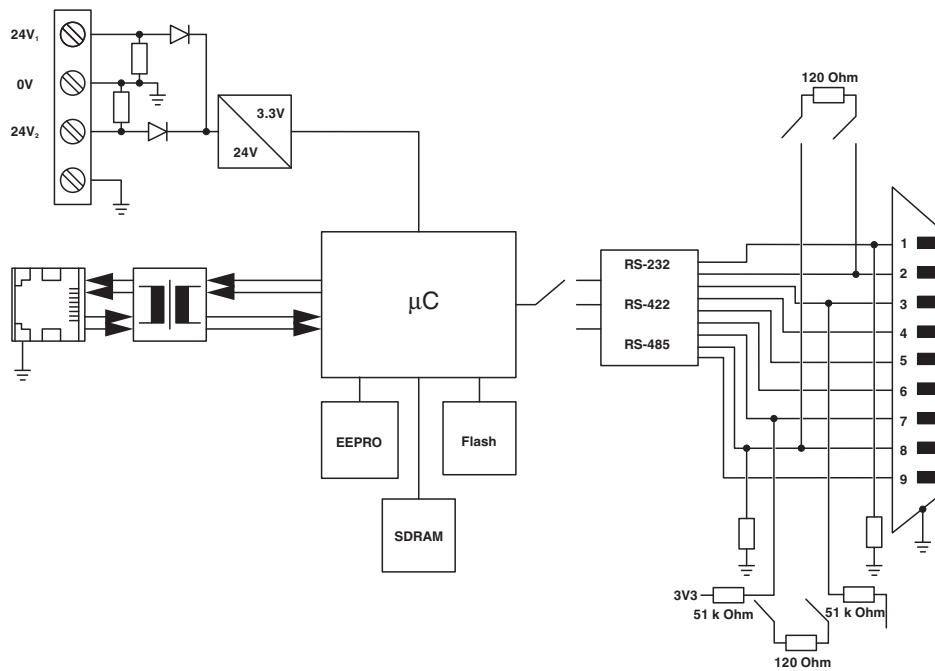 24V₁
0V
24V₂
3.3V
24V
120 Ohm
μC
RS-232
RS-422
RS-485
1
2
3
4
5
6
7
8
9
EEPRO
Flash
SDRAM
3V3
51 k Ohm
51 k Ohm
120 Ohm